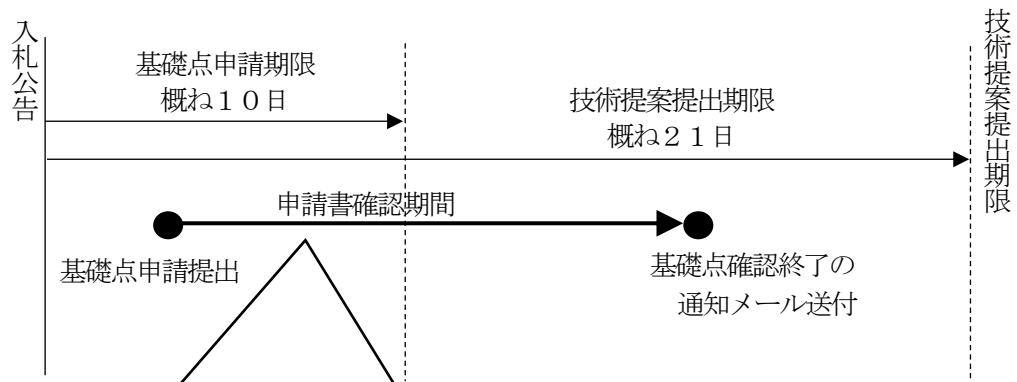 入札公告
基礎点申請期限
概ね１０日
技術提案提出期限
概ね２１日
技術提案提出期限
申請書確認期間
基礎点申請提出
基礎点確認終了の
通知メール送付